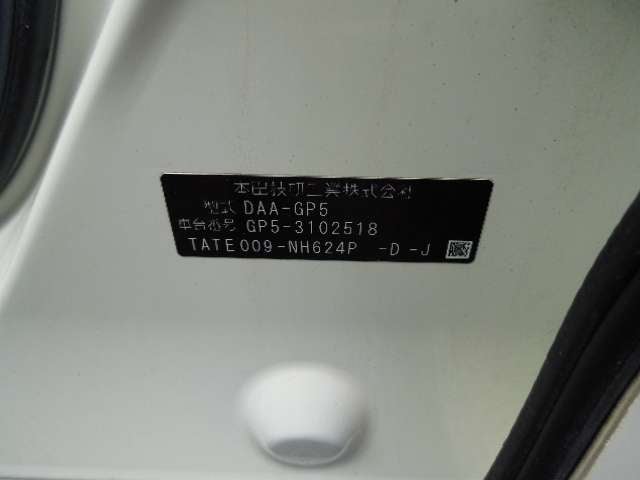 本田技研工業株式会社
型式 DAA-GP5
車台番号 GP5-3102518
TATE009-NH624P -D -J